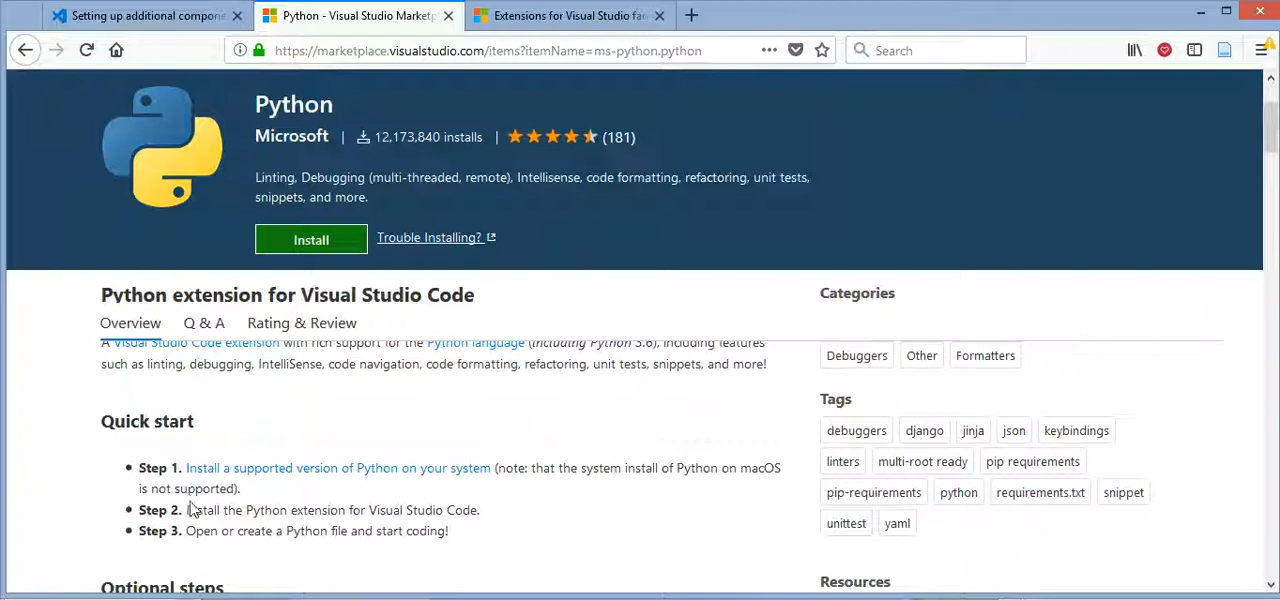 Setting up additional compone
Python - Visual Studio Marketp
Extensions for Visual Studio fa
https://marketplace.visualstudio.com/items?itemName=ms-python.python
Search
Python
Microsoft | 12,173,840 installs | (181)
Linting, Debugging (multi-threaded, remote), Intellisense, code formatting, refactoring, unit tests,
snippets, and more.
Install Trouble Installing?
Python extension for Visual Studio Code
Overview Q & A Rating & Review
A Visual Studio Code extension with rich support for the Python language (including Python 3.6), including features
such as linting, debugging, IntelliSense, code navigation, code formatting, refactoring, unit tests, snippets, and more!
Quick start
Step 1. Install a supported version of Python on your system (note: that the system install of Python on macOS
is not supported).
Step 2. Install the Python extension for Visual Studio Code.
Step 3. Open or create a Python file and start coding!
Optional steps
Categories
Debuggers Other Formatters
Tags
debuggers django jinja json keybindings
linters multi-root ready pip requirements
pip-requirements python requirements.txt snippet
unittest yaml
Resources